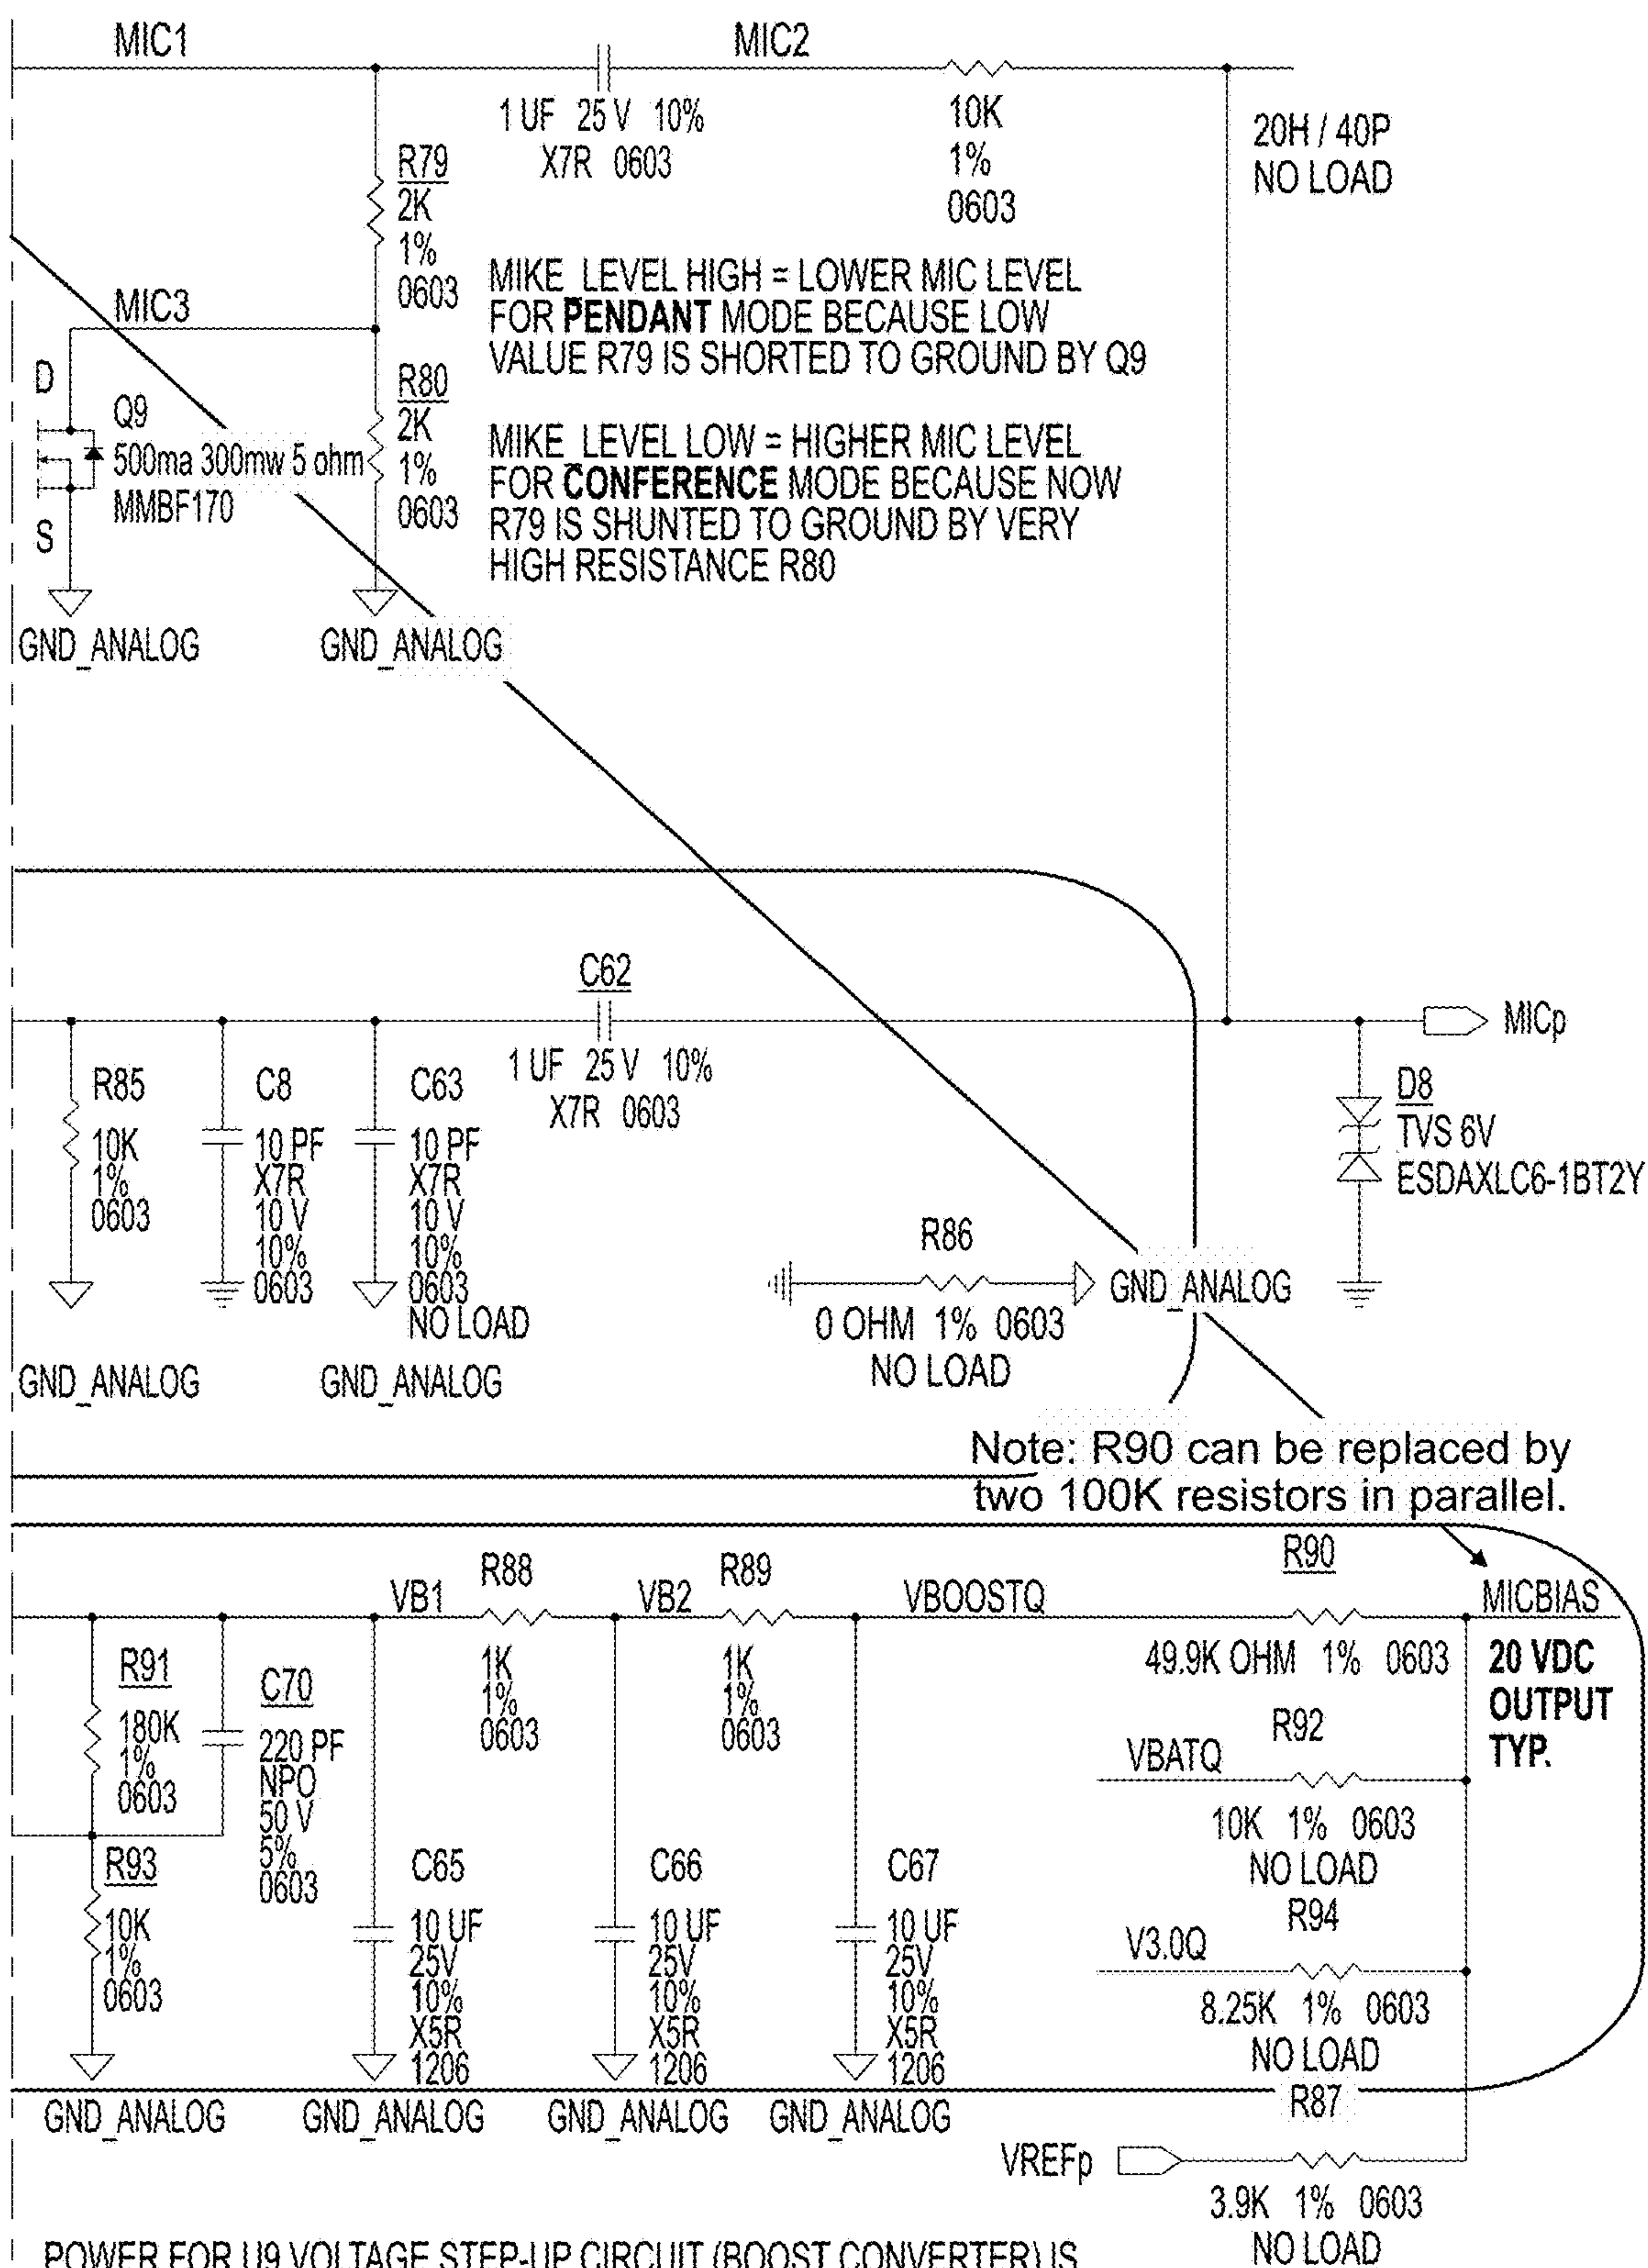 MIC1
MIC2
1 UF 25 V 10%
X7R 0603
10K
1%
0603
20H / 40P
NO LOAD
R79
2K
1%
0603
MIKE_LEVEL HIGH = LOWER MIC LEVEL
FOR PENDANT MODE BECAUSE LOW
VALUE R79 IS SHORTED TO GROUND BY Q9
MIC3
D
Q9
500ma 300mw 5 ohm
MMBF170
S
R80
2K
1%
0603
MIKE_LEVEL LOW = HIGHER MIC LEVEL
FOR CONFERENCE MODE BECAUSE NOW
R79 IS SHUNTED TO GROUND BY VERY
HIGH RESISTANCE R80
GND_ANALOG
GND_ANALOG
C62
1 UF 25 V 10%
X7R 0603
MICp
R85
10K
1%
0603
C8
10 PF
X7R
10 V
10%
0603
C63
10 PF
X7R
10 V
10%
0603
NO LOAD
D8
TVS 6V
ESDAXLC6-1BT2Y
R86
GND_ANALOG
0 OHM 1% 0603
NO LOAD
GND_ANALOG
GND_ANALOG
Note: R90 can be replaced by
two 100K resistors in parallel.
VB1
R88
1K
1%
0603
VB2
R89
1K
1%
0603
VBOOSTQ
R90
49.9K OHM 1% 0603
MICBIAS
20 VDC
OUTPUT
TYP.
R91
180K
1%
0603
C70
220 PF
NPO
50 V
5%
0603
R92
VBATQ
10K 1% 0603
NO LOAD
R93
10K
1%
0603
C65
10 UF
25V
10%
X5R
1206
C66
10 UF
25V
10%
X5R
1206
C67
10 UF
25V
10%
X5R
1206
R94
V3.0Q
8.25K 1% 0603
NO LOAD
GND_ANALOG
GND_ANALOG
GND_ANALOG
GND_ANALOG
R87
VREFp
3.9K 1% 0603
NO LOAD
POWER FOR U9 VOLTAGE STEP-UP CIRCUIT (BOOST CONVERTER) IS